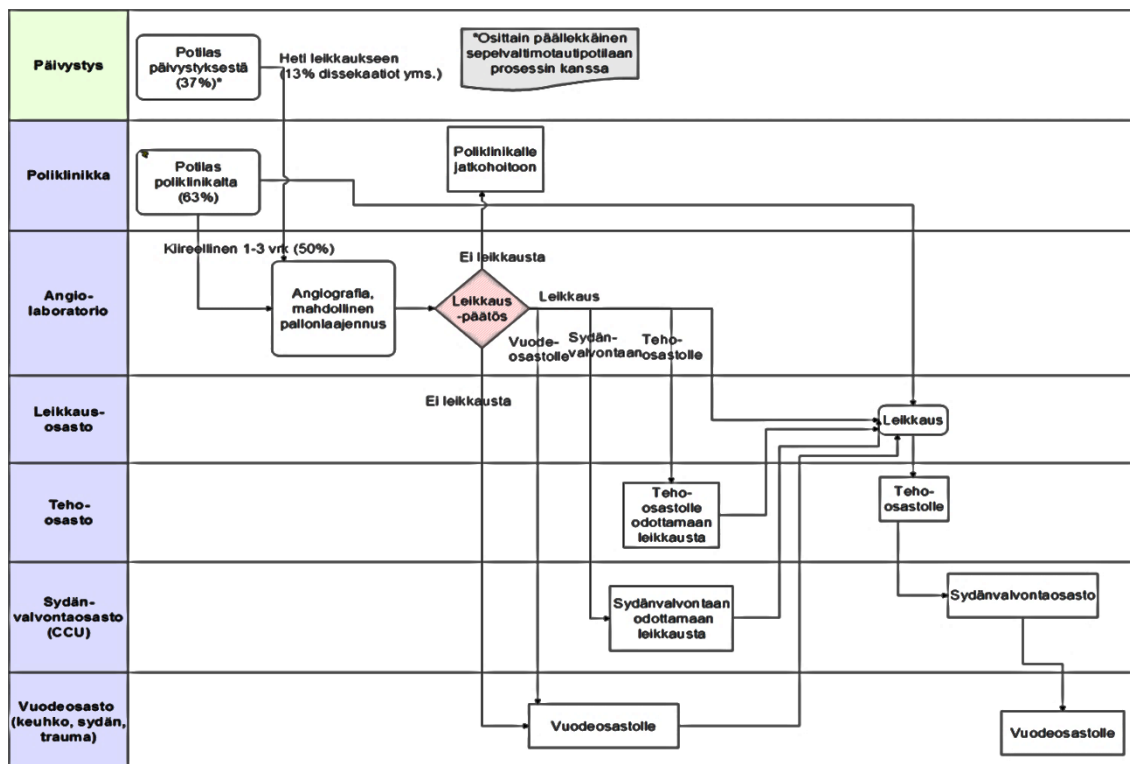 Päivystys
Potilas
päivystyksestä
(37%)*
Heti leikkaukseen
(13% dissekaatiot yms.)
*Osittain päällekkäinen
sepelvaltimotautipotilaan
prosessin kanssa
Poliklinikka
Potilas
poliklinikalta
(63%)
Poliklinikalle
jatkohoitoon
Kiireellinen 1-3 vrk (50%)
Ei leikkausta
Angio-
laboratorio
Angiografia,
mahdollinen
pallonlaajennus
Leikkaus
-päätös
Leikkaus
Vuode-
osastolle
Sydän-
valvontaan
Teho-
osastolle
Ei leikkausta
Leikkaus-
osasto
Leikkaus
Teho-
osasto
Teho-
osastolle
odottamaan
leikkausta
Teho-
osastolle
Sydän-
valvontaosasto
(CCU)
Sydänvalvontaan
odottamaan
leikkausta
Sydänvalvontaosasto
Vuodeosasto
(keuhko, sydän,
trauma)
Vuodeosastolle
Vuodeosastolle